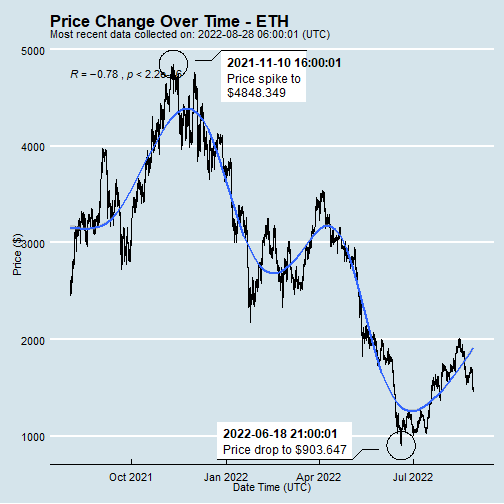 Price Change Over Time - ETH
Most recent data collected on: 2022-08-28 06:00:01 (UTC)
5000
2021-11-10 16:00:01
Price spike to
$4848.349
R = −0.78 , p < 2.2e-16
4000
3000
Price ($)
2000
1000
2022-06-18 21:00:01
Price drop to $903.647
Oct 2021
Jan 2022
Apr 2022
Jul 2022
Date Time (UTC)